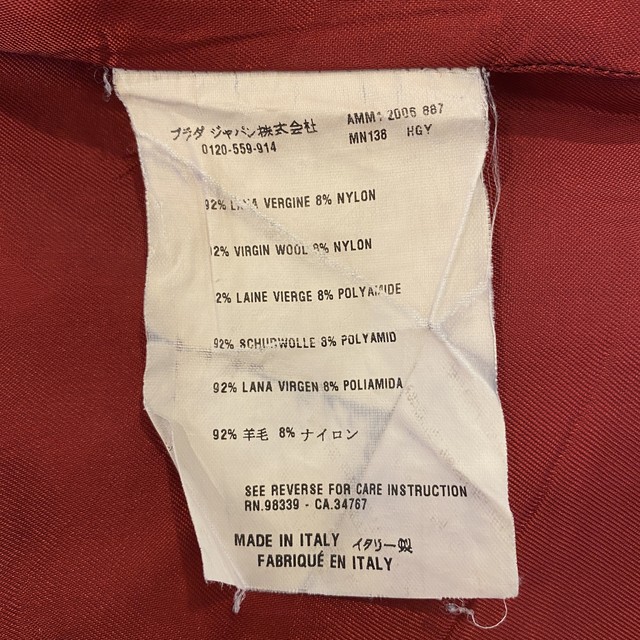 プラダ ジャパン株式会社
0120-559-914
AMM1 2006 887
MN138 HGY
92% LANA VERGINE 8% NYLON
2% VIRGIN WOOL 8% NYLON
2% LAINE VIERGE 8% POLYAMIDE
92% SCHURWOLLE 8% POLYAMID
92% LANA VIRGEN 8% POLIAMIDA
92% 羊毛 8% ナイロン
SEE REVERSE FOR CARE INSTRUCTION
RN.98339 - CA.34767
MADE IN ITALY イタリー製
FABRIQUÉ EN ITALY